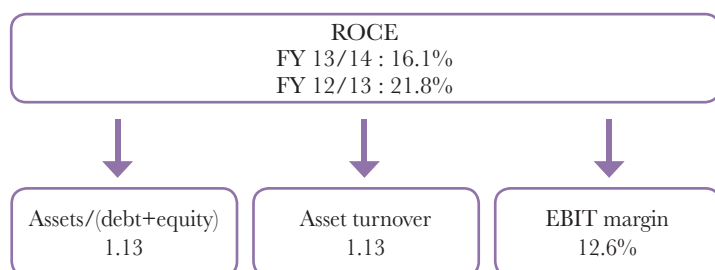 ROCE
FY 13/14 : 16.1%
FY 12/13 : 21.8%
Assets/(debt+equity)
1.13
Asset turnover
1.13
EBIT margin
12.6%